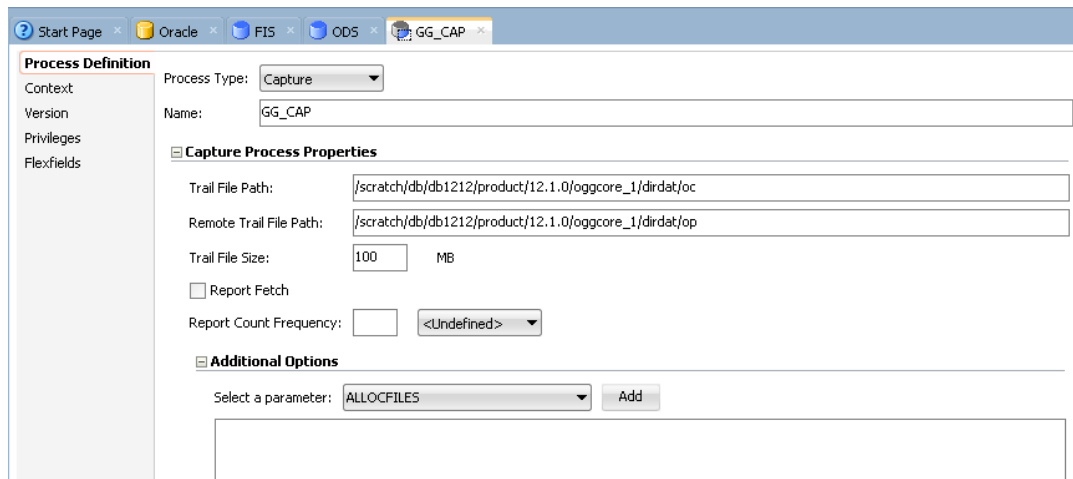 Start Page Oracle FIS ODS GG_CAP
Process Definition
Context
Version
Privileges
Flexfields
Process Type: Capture
Name: GG_CAP
Capture Process Properties
Trail File Path: /scratch/db/db1212/product/12.1.0/oggcore_1/dirdat/oc
Remote Trail File Path: /scratch/db/db1212/product/12.1.0/oggcore_1/dirdat/op
Trail File Size: 100 MB
Report Fetch
Report Count Frequency: <Undefined>
Additional Options
Select a parameter: ALLOCFILES Add